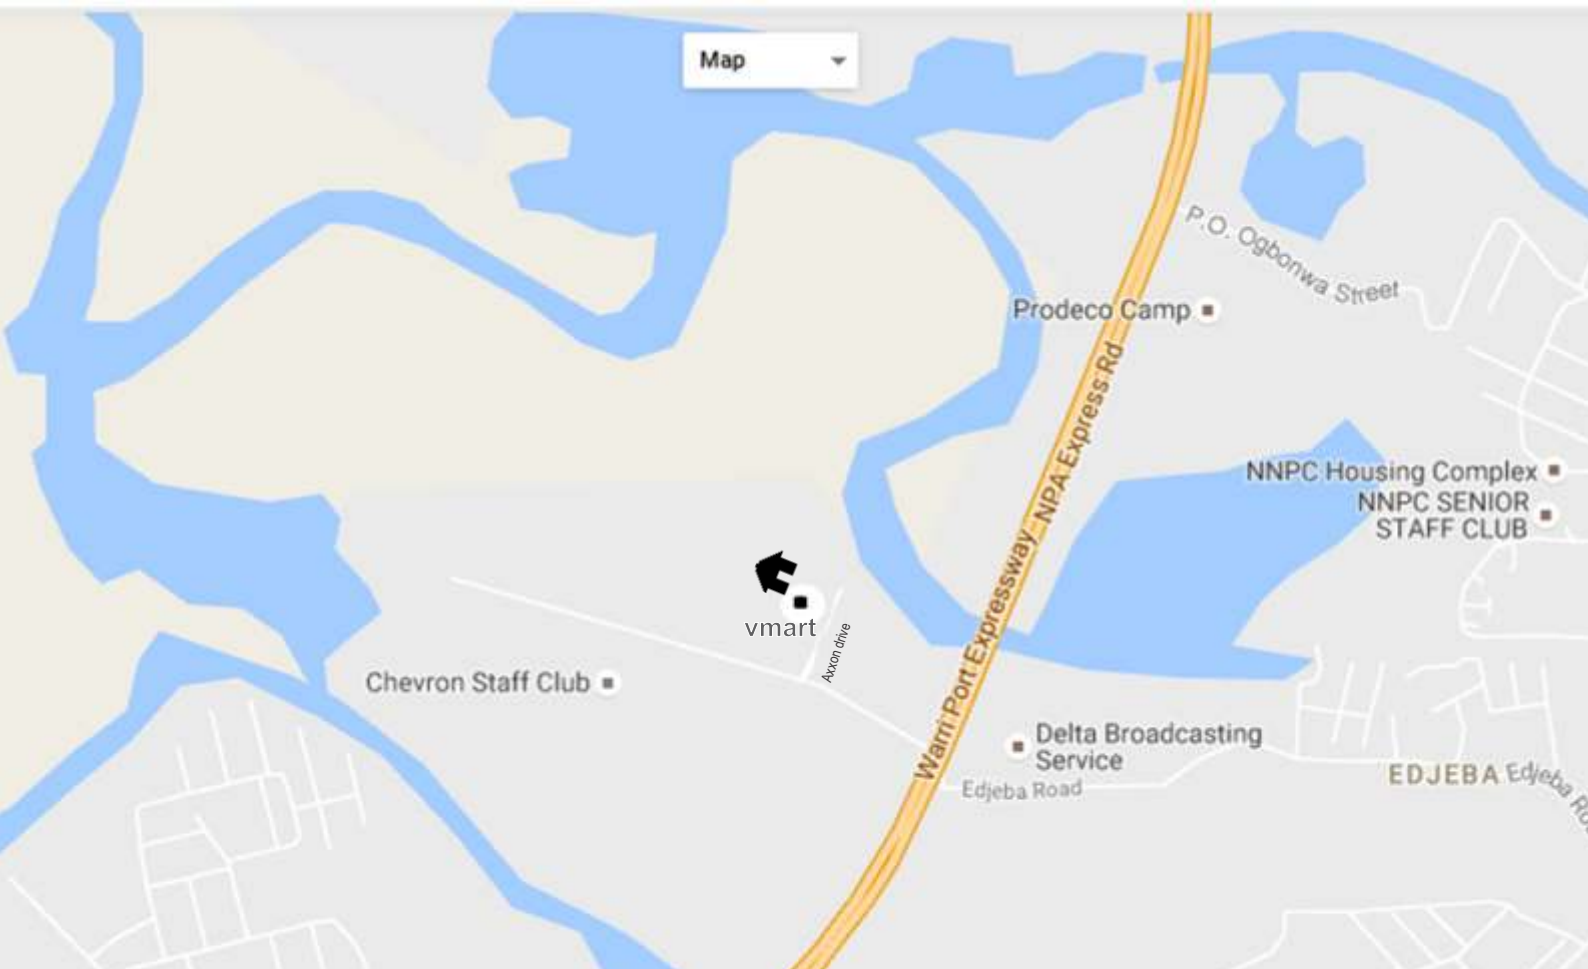 Map
P.O. Ogbonwa Street
Prodeco Camp
Warri Port Expressway NPA Express Rd
NNPC Housing Complex
NNPC SENIOR
STAFF CLUB
vmart
Axxon drive
Chevron Staff Club
Delta Broadcasting
Service
Edjeba Road
EDJEBA
Edjeba Ro